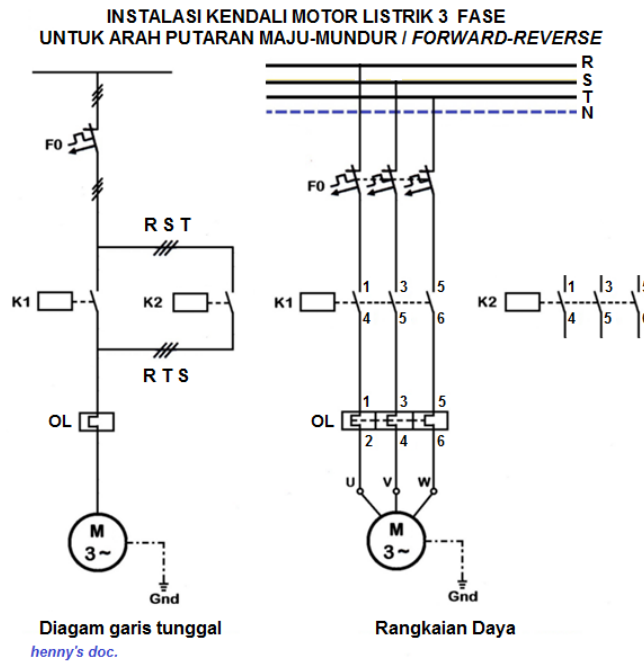 INSTALASI KENDALI MOTOR LISTRIK 3 FASE
UNTUK ARAH PUTARAN MAJU-MUNDUR / FORWARD-REVERSE
R
S
T
N
F0
F0
R S T
K1
K2
K1
1 3 5
4 5 6
K2
1 3 5
4 5 6
R T S
OL
OL
1 3 5
2 4 6
U V W
M
3~
M
3~
Gnd
Gnd
Diagam garis tunggal
Rangkaian Daya
henny's doc.